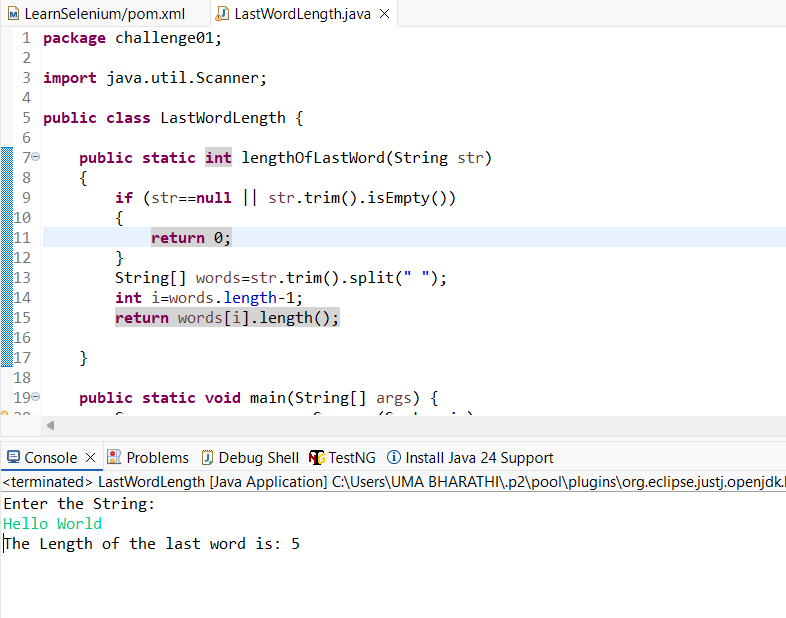 LearnSelenium/pom.xml LastWordLength.java
1 package challenge01;
2
3 import java.util.Scanner;
4
5 public class LastWordLength {
6
7 public static int lengthOfLastWord(String str)
8 {
9 if (str==null || str.trim().isEmpty())
10 {
11 return 0;
12 }
13 String[] words=str.trim().split(" ");
14 int i=words.length-1;
15 return words[i].length();
16
17 }
18
19 public static void main(String[] args) {
Console Problems Debug Shell TestNG Install Java 24 Support
<terminated> LastWordLength [Java Application] C:\Users\UMA BHARATHI\.p2\pool\plugins\org.eclipse.justj.openjdk.
Enter the String:
Hello World
The Length of the last word is: 5